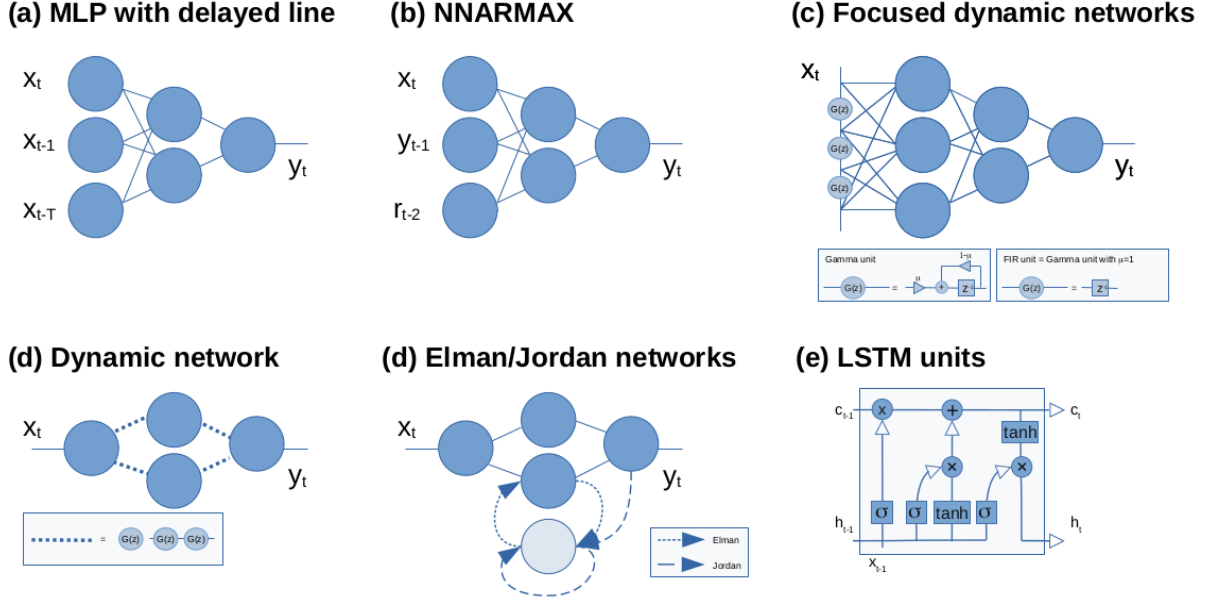 (a) MLP with delayed line
(b) NNARMAX
(c) Focused dynamic networks
xt
xt-1
xt-T
yt
xt
yt-1
rt-2
yt
xt
G(z)
G(z)
G(z)
yt
Gamma unit
G(z) = μ + 1-μ z-1
FIR unit = Gamma unit with μ=1
G(z) = z-1
(d) Dynamic network
(d) Elman/Jordan networks
(e) LSTM units
xt
yt
= G(z) G(z) G(z)
xt
yt
Elman
Jordan
ct-1 x + ct
tanh
× ×
σ σ tanh σ
ht-1 ht
xt-1